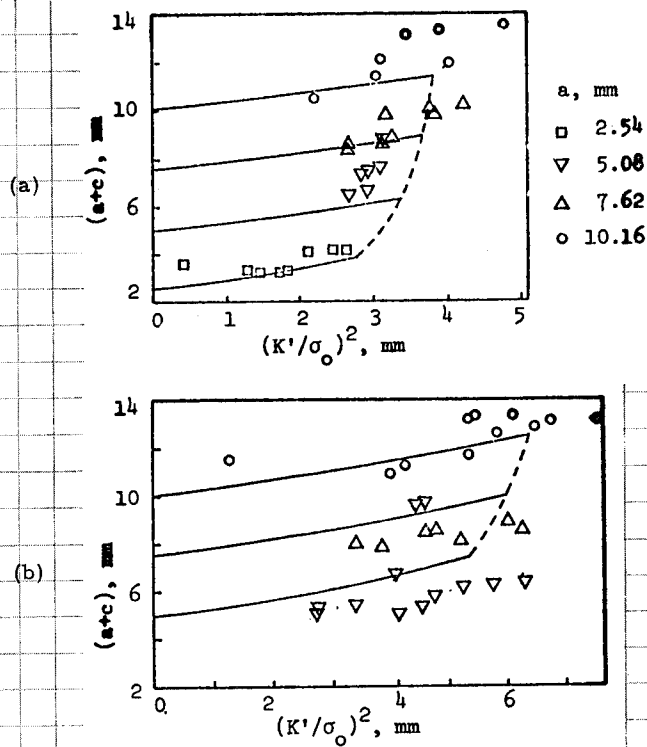 (a)
(a+c), mm
14
10
6
2
0 1 2 3 4 5
(K'/σo)², mm
a, mm
□ 2.54
▽ 5.08
△ 7.62
○ 10.16
(b)
(a+c), mm
14
10
6
2
0 2 4 6
(K'/σo)², mm